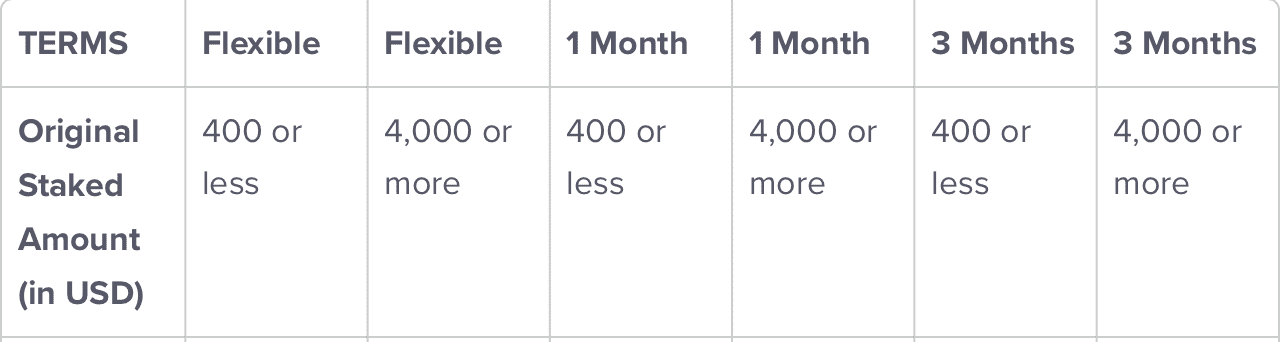 TERMS Flexible Flexible 1 Month 1 Month 3 Months 3 Months
Original 400 or 4,000 or 400 or 4,000 or 400 or 4,000 or
Staked less more less more less more
Amount
(in USD)